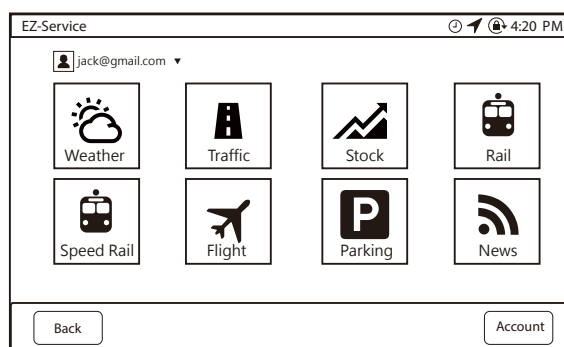 EZ-Service 4:20 PM
jack@gmail.com
Weather Traffic Stock Rail
Speed Rail Flight P Parking News
Back Account